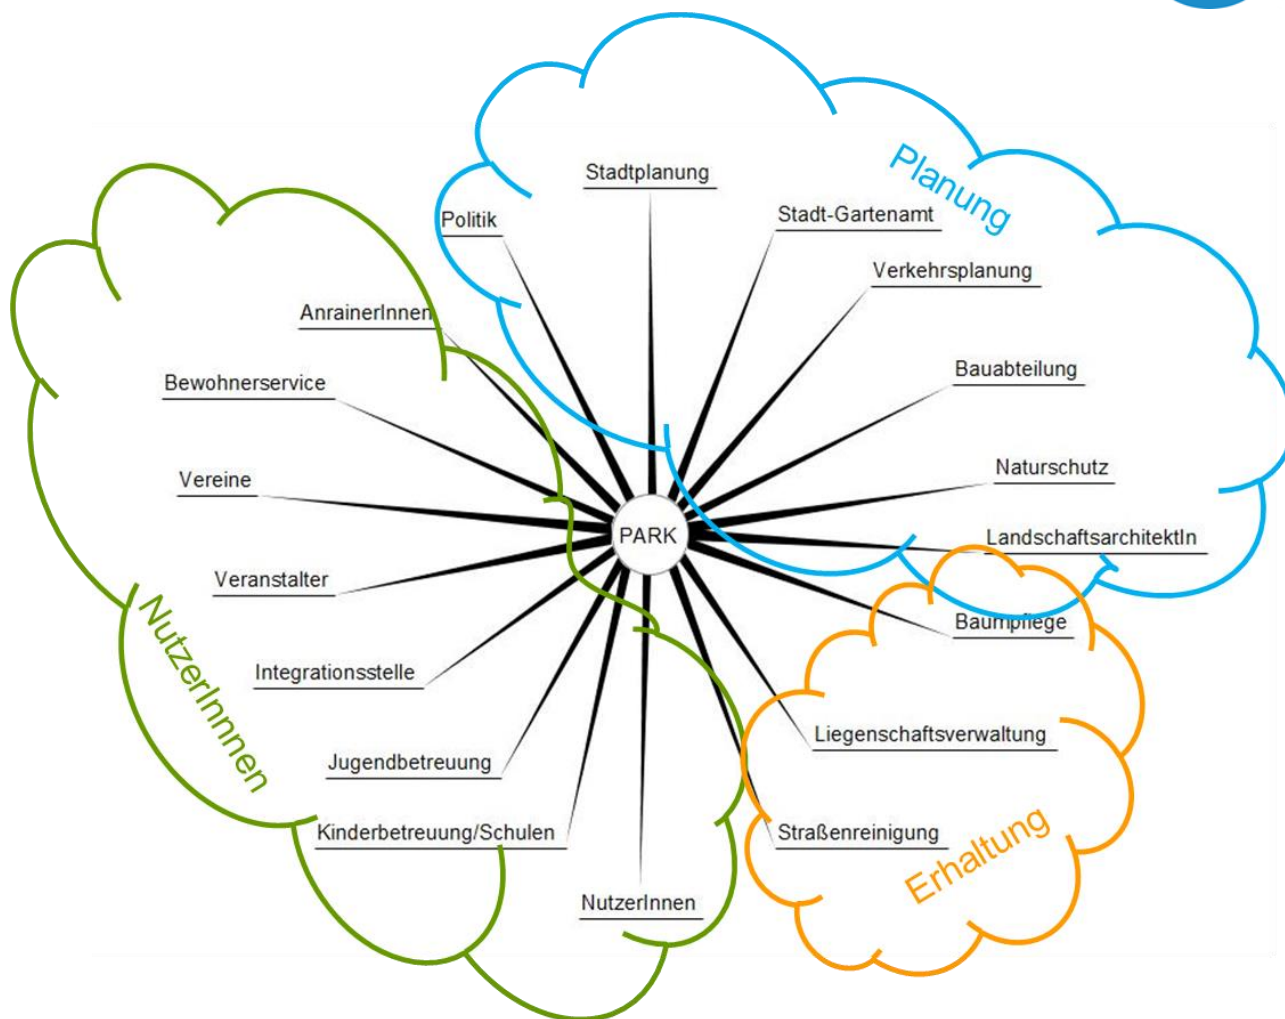 Planung
Stadtplanung
Politik
Stadt-Gartenamt
Verkehrsplanung
AnrainerInnen
Bauabteilung
Bewohnerservice
Naturschutz
Vereine
PARK
LandschaftsarchitektIn
Veranstalter
Baumpflege
NutzerInnnen
Integrationsstelle
Liegenschaftsverwaltung
Jugendbetreuung
Kinderbetreuung/Schulen
Straßenreinigung
Erhaltung
NutzerInnen